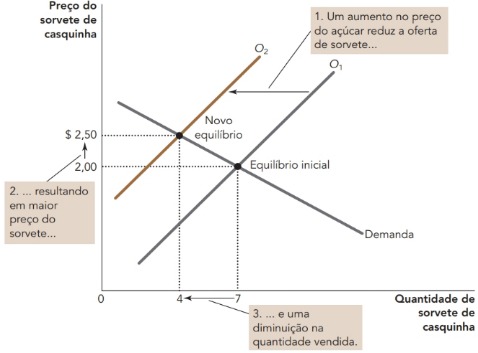 Preço do
sorvete de
casquinha
1. Um aumento no preço
do açúcar reduz a oferta
de sorvete...
O2
O1
Novo
equilíbrio
$ 2,50
Equilíbrio inicial
2,00
2. ... resultando
em maior
preço do
sorvete...
Demanda
0
4
7
Quantidade de
sorvete de
casquinha
3. ... e uma
diminuição na
quantidade vendida.